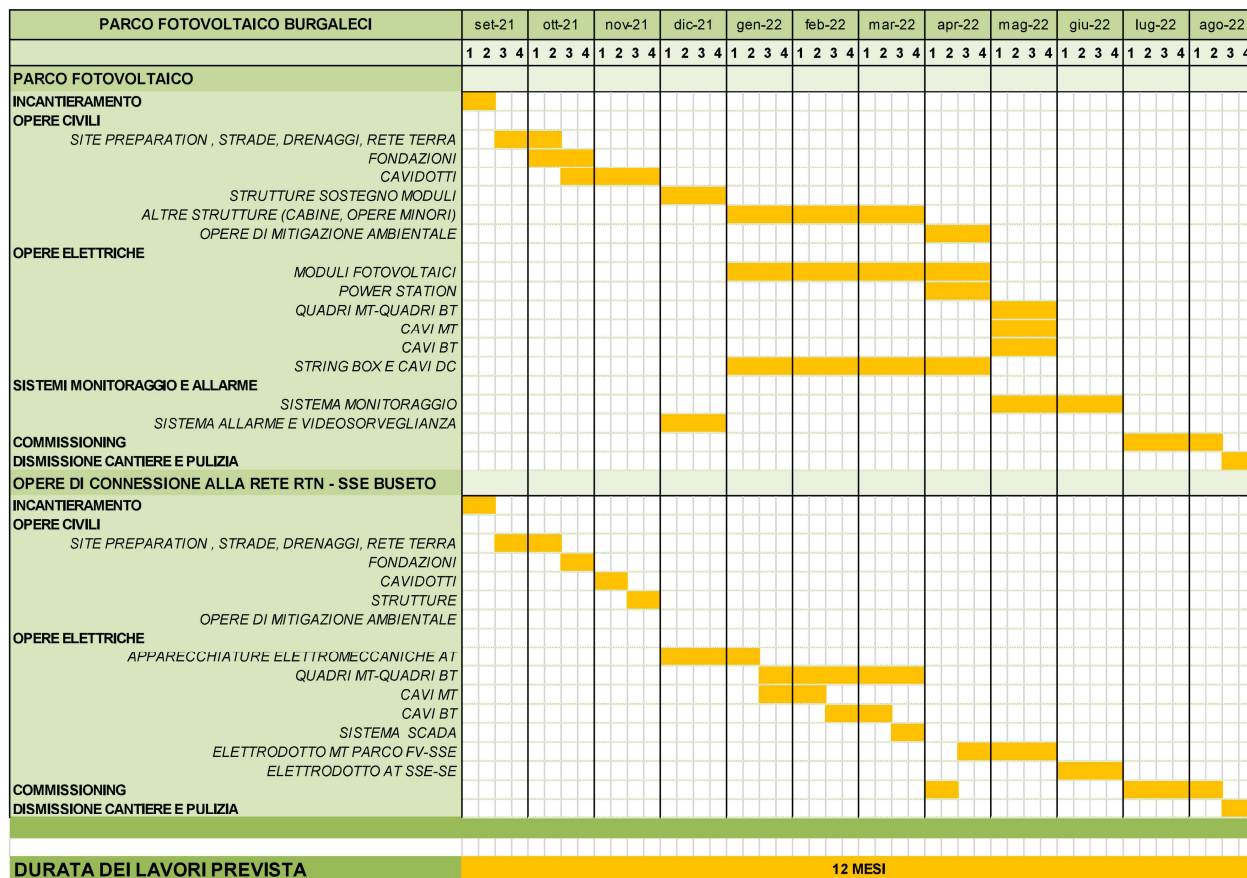 PARCO FOTOVOLTAICO BURGALECI set-21 ott-21 nov-21 dic-21 gen-22 feb-22 mar-22 apr-22 mag-22 giu-22 lug-22 ago-22
1 2 3 4 1 2 3 4 1 2 3 4 1 2 3 4 1 2 3 4 1 2 3 4 1 2 3 4 1 2 3 4 1 2 3 4 1 2 3 4 1 2 3 4 1 2 3 4
PARCO FOTOVOLTAICO
INCANTIERAMENTO
OPERE CIVILI
SITE PREPARATION , STRADE, DRENAGGI, RETE TERRA
FONDAZIONI
CAVIDOTTI
STRUTTURE SOSTEGNO MODULI
ALTRE STRUTTURE (CABINE, OPERE MINORI)
OPERE DI MITIGAZIONE AMBIENTALE
OPERE ELETTRICHE
MODULI FOTOVOLTAICI
POWER STATION
QUADRI MT-QUADRI BT
CAVI MT
CAVI BT
STRING BOX E CAVI DC
SISTEMI MONITORAGGIO E ALLARME
SISTEMA MONITORAGGIO
SISTEMA ALLARME E VIDEOSORVEGLIANZA
COMMISSIONING
DISMISSIONE CANTIERE E PULIZIA
OPERE DI CONNESSIONE ALLA RETE RTN - SSE BUSETO
INCANTIERAMENTO
OPERE CIVILI
SITE PREPARATION , STRADE, DRENAGGI, RETE TERRA
FONDAZIONI
CAVIDOTTI
STRUTTURE
OPERE DI MITIGAZIONE AMBIENTALE
OPERE ELETTRICHE
APPARECCHIATURE ELETTROMECCANICHE AT
QUADRI MT-QUADRI BT
CAVI MT
CAVI BT
SISTEMA SCADA
ELETTRODOTTO MT PARCO FV-SSE
ELETTRODOTTO AT SSE-SE
COMMISSIONING
DISMISSIONE CANTIERE E PULIZIA
DURATA DEI LAVORI PREVISTA 12 MESI